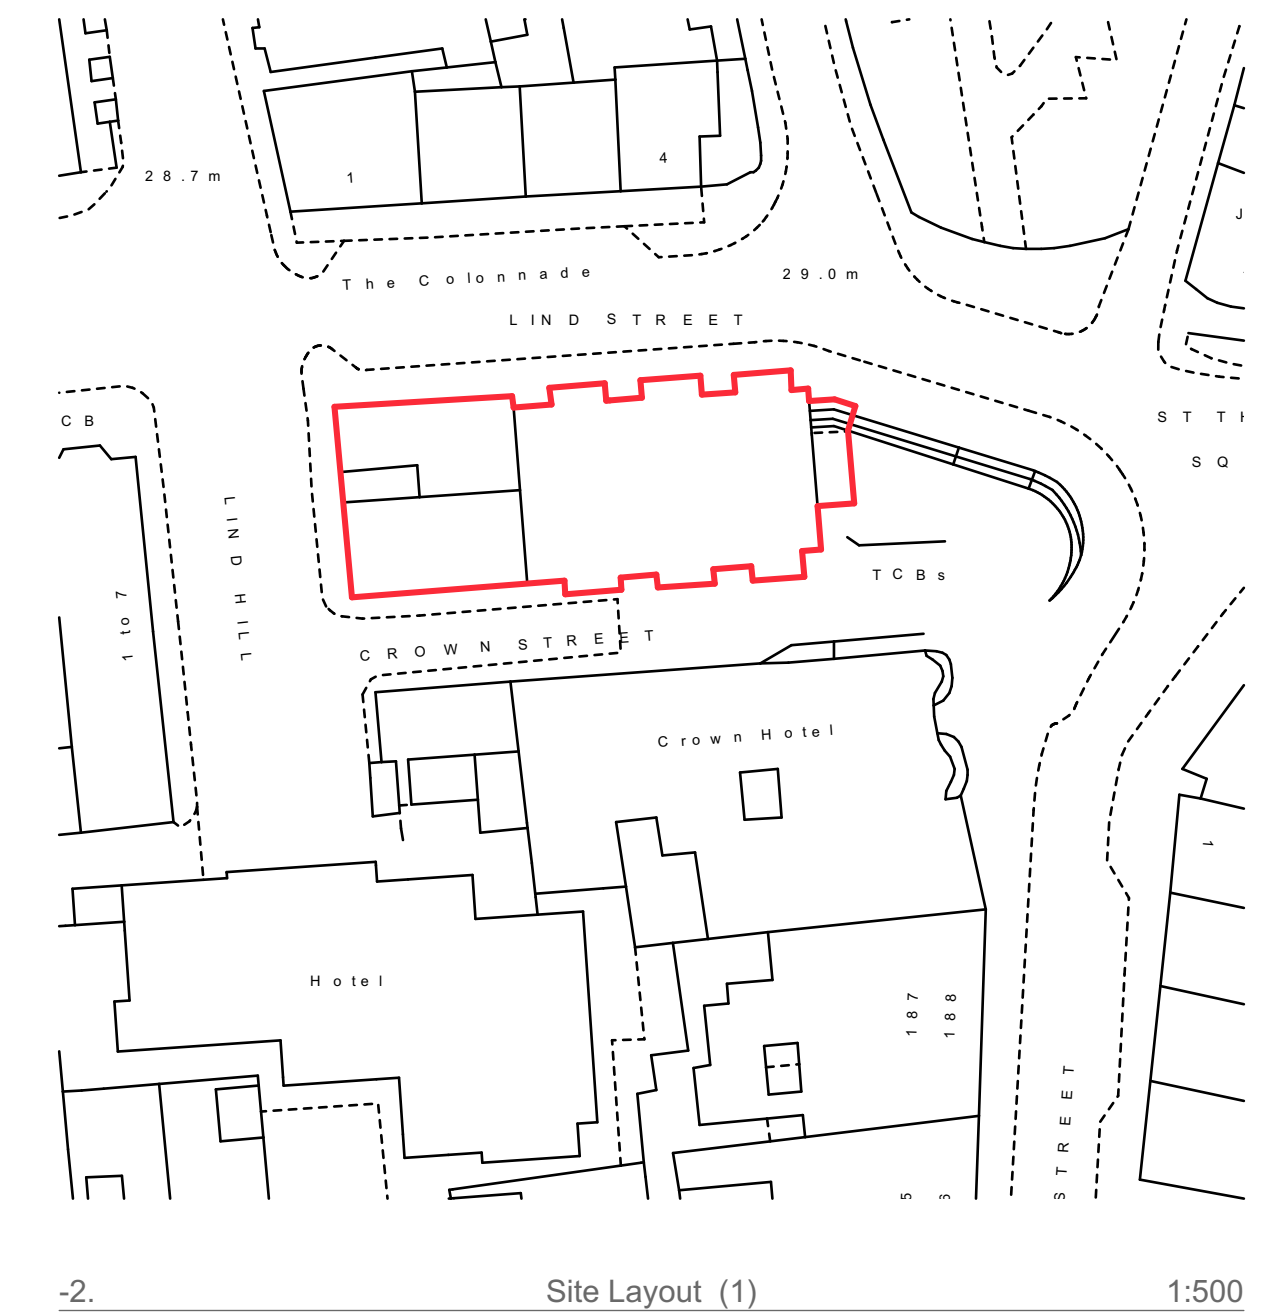 28.7m
1
4
The Colonnade
29.0m
LIND STREET
J
CB
ST TH
SQ
LIND HILL
1 to 7
TCBs
CROWN STREET
Crown Hotel
1
Hotel
187
188
STREET
-2.
Site Layout (1)
1:500